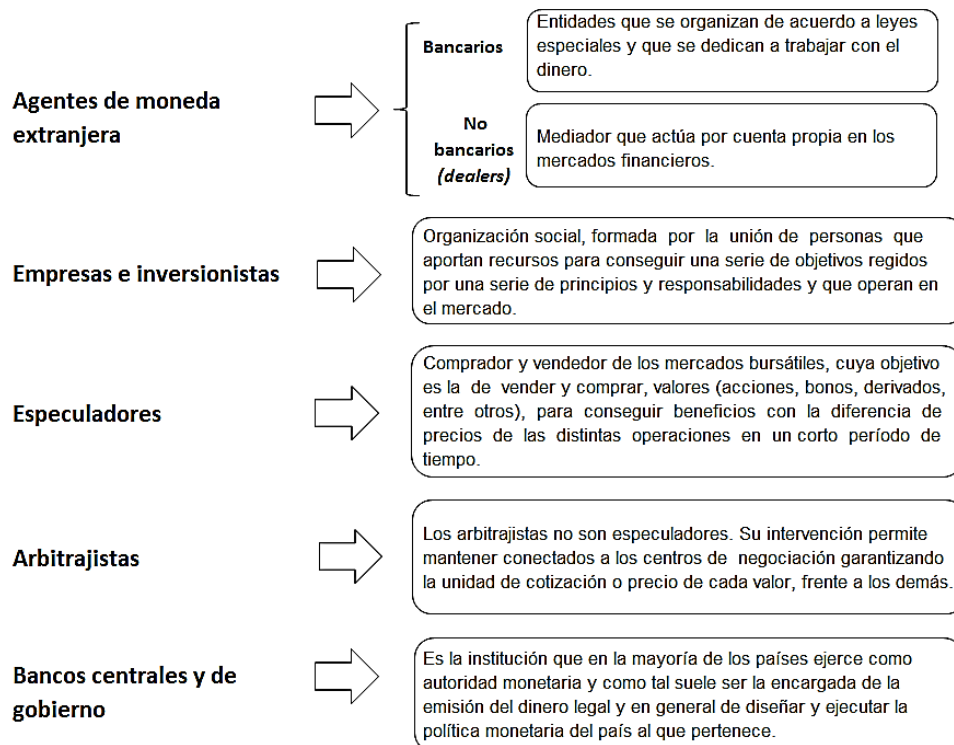 Agentes de moneda
extranjera
Bancarios
Entidades que se organizan de acuerdo a leyes
especiales y que se dedican a trabajar con el
dinero.
No
bancarios
(dealers)
Mediador que actúa por cuenta propia en los
mercados financieros.
Empresas e inversionistas
Organización social, formada por la unión de personas que
aportan recursos para conseguir una serie de objetivos regidos
por una serie de principios y responsabilidades y que operan en
el mercado.
Especuladores
Comprador y vendedor de los mercados bursátiles, cuya objetivo
es la de vender y comprar, valores (acciones, bonos, derivados,
entre otros), para conseguir beneficios con la diferencia de
precios de las distintas operaciones en un corto período de
tiempo.
Arbitrajistas
Los arbitrajistas no son especuladores. Su intervención permite
mantener conectados a los centros de negociación garantizando
la unidad de cotización o precio de cada valor, frente a los demás.
Bancos centrales y de
gobierno
Es la institución que en la mayoría de los países ejerce como
autoridad monetaria y como tal suele ser la encargada de la
emisión del dinero legal y en general de diseñar y ejecutar la
política monetaria del país al que pertenece.